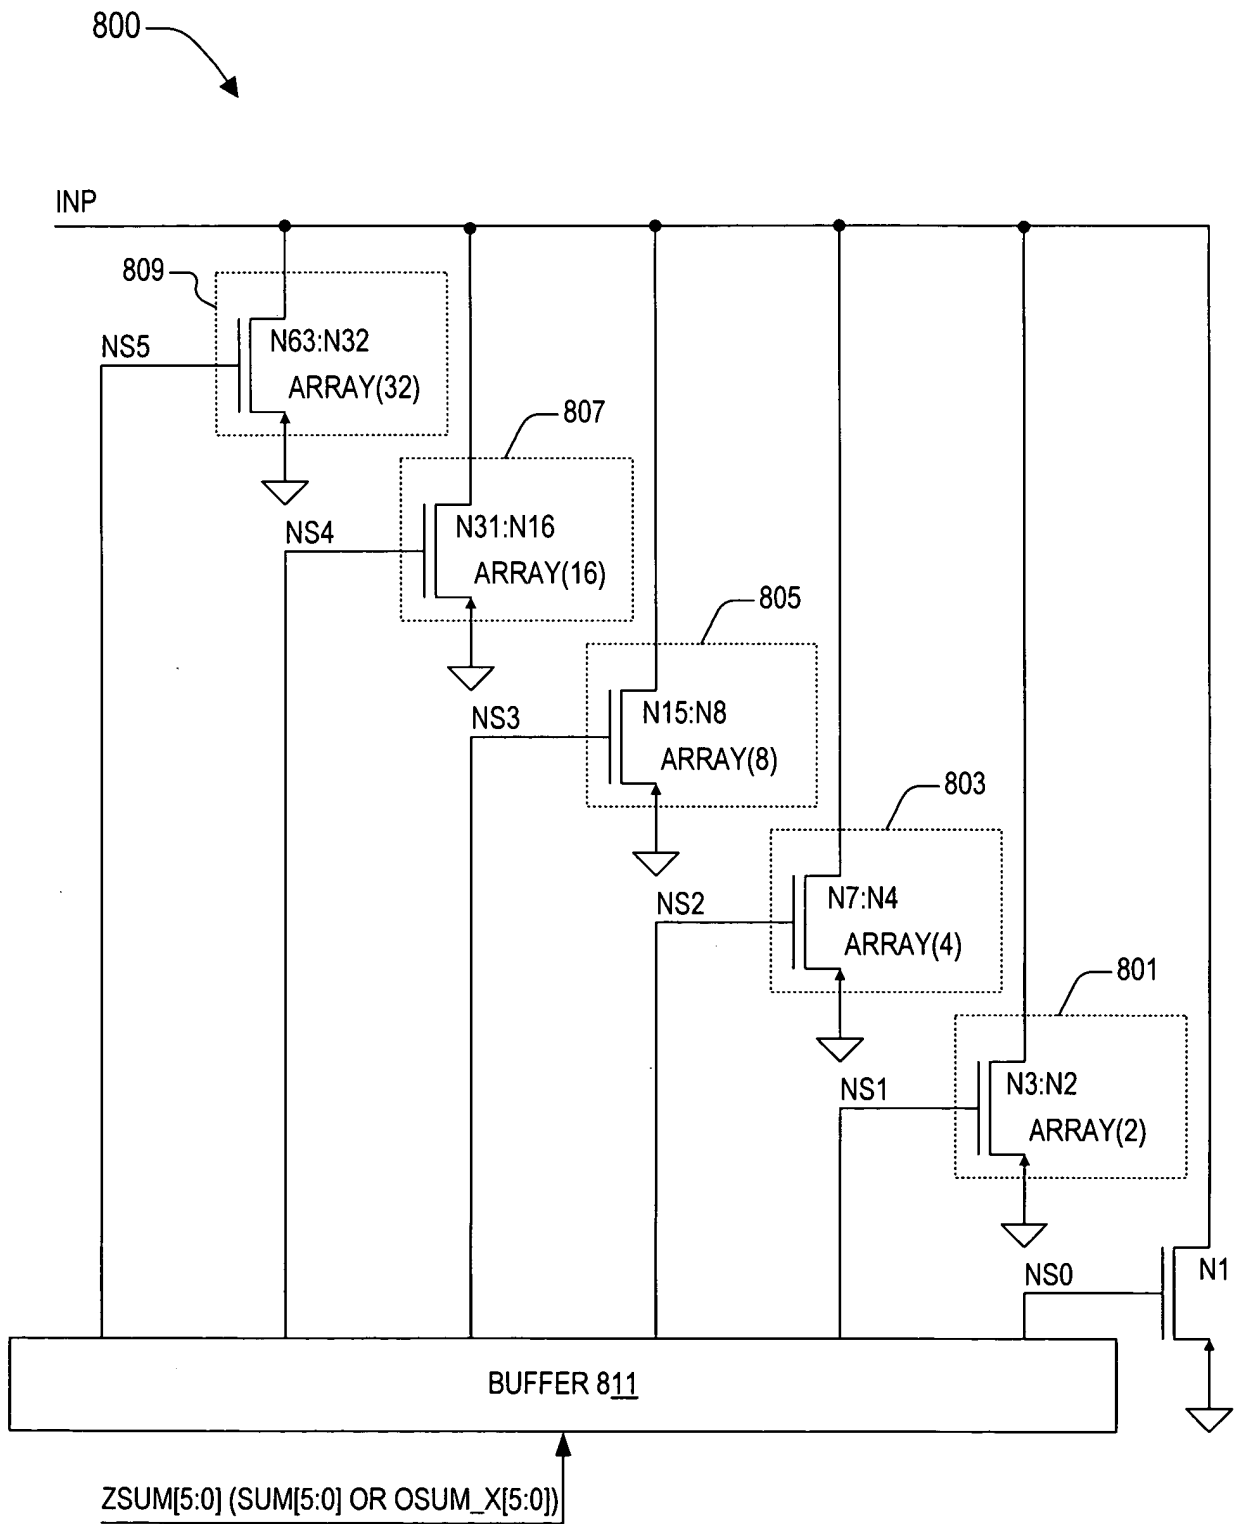 800
INP
809
N63:N32
NS5
ARRAY(32)
807
N31:N16
NS4
ARRAY(16)
805
N15:N8
NS3
ARRAY(8)
803
N7:N4
NS2
ARRAY(4)
801
N3:N2
NS1
ARRAY(2)
NS0
N1
BUFFER 811
ZSUM[5:0] (SUM[5:0] OR OSUM_X[5:0])